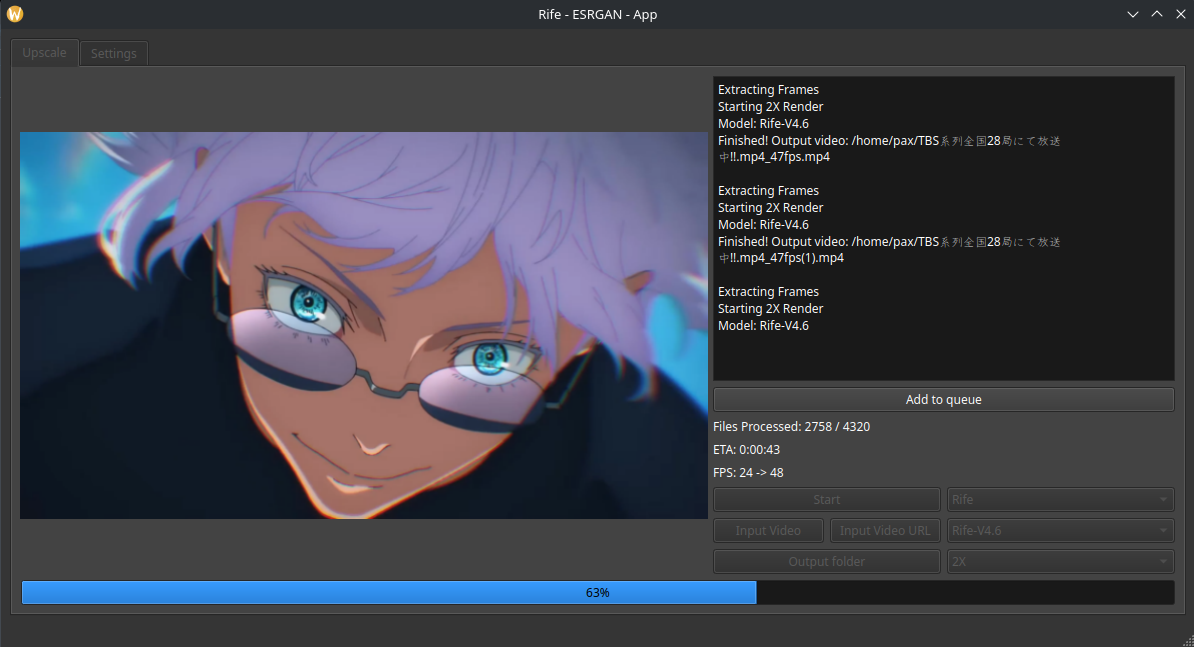 Rife - ESRGAN - App
Upscale
Settings
Extracting Frames
Starting 2X Render
Model: Rife-V4.6
Finished! Output video: /home/pax/TBS系列全国28局にて放送
中!!.mp4_47fps.mp4
Extracting Frames
Starting 2X Render
Model: Rife-V4.6
Finished! Output video: /home/pax/TBS系列全国28局にて放送
中!!.mp4_47fps(1).mp4
Extracting Frames
Starting 2X Render
Model: Rife-V4.6
Add to queue
Files Processed: 2758 / 4320
ETA: 0:00:43
FPS: 24 -> 48
Start
Rife
Input Video
Input Video URL
Rife-V4.6
Output folder
2X
63%